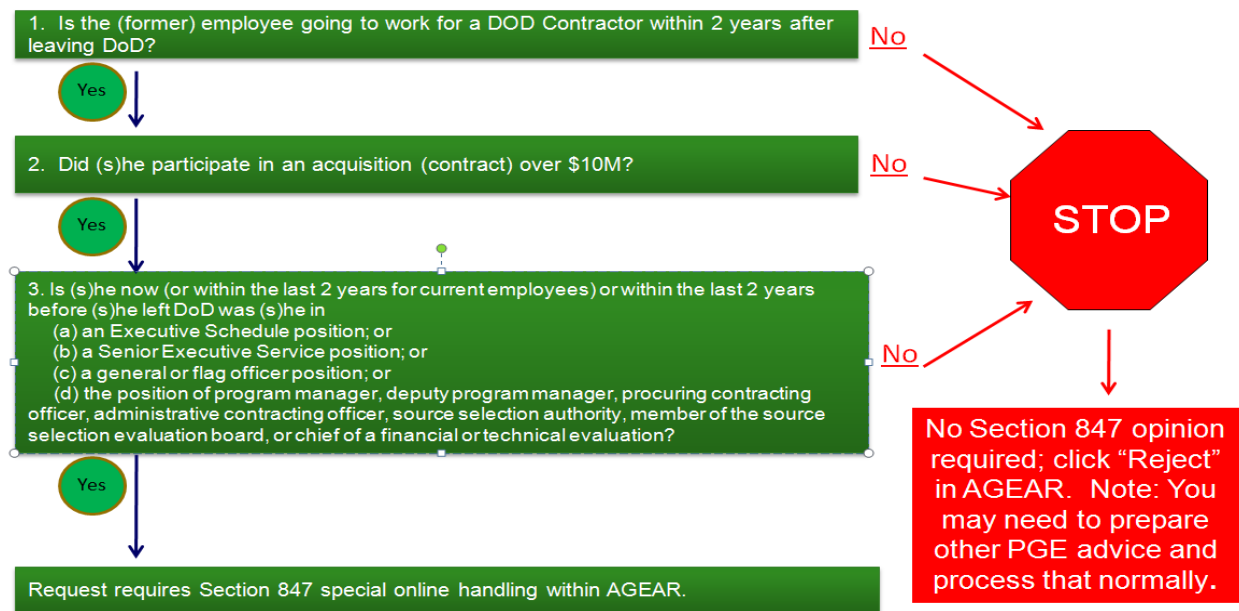 1. Is the (former) employee going to work for a DOD Contractor within 2 years after
leaving DoD?
No
Yes
2. Did (s)he participate in an acquisition (contract) over $10M?
No
Yes
STOP
3. Is (s)he now (or within the last 2 years for current employees) or within the last 2 years
before (s)he left DoD was (s)he in
(a) an Executive Schedule position; or
(b) a Senior Executive Service position; or
(c) a general or flag officer position; or
(d) the position of program manager, deputy program manager, procuring contracting
officer, administrative contracting officer, source selection authority, member of the source
selection evaluation board, or chief of a financial or technical evaluation?
No
Yes
No Section 847 opinion
required; click “Reject”
in AGEAR. Note: You
may need to prepare
other PGE advice and
process that normally.
Request requires Section 847 special online handling within AGEAR.